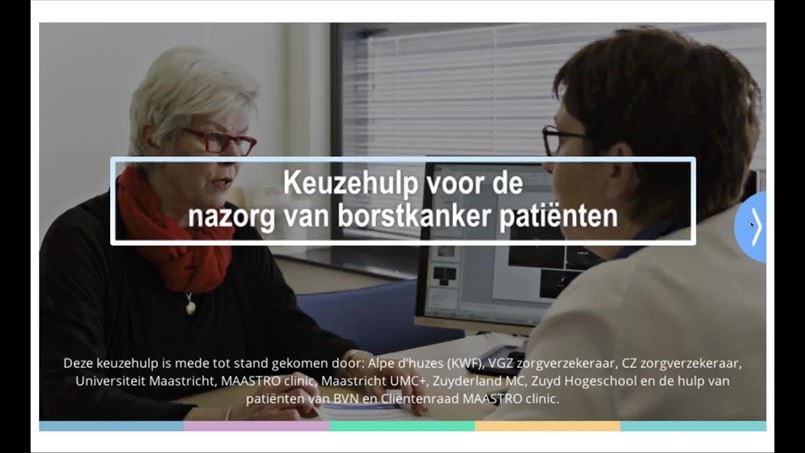 Keuzehulp voor de
nazorg van borstkanker patiënten
Deze keuzehulp is mede tot stand gekomen door: Alpe d'huzes (KWF), VGZ zorgverzekeraar, CZ zorgverzekeraar,
Universiteit Maastricht, MAASTRO clinic, Maastricht UMC+, Zuyderland MC, Zuyd Hogeschool en de hulp van
patiënten van BVN en Cliëntenraad MAASTRO clinic.